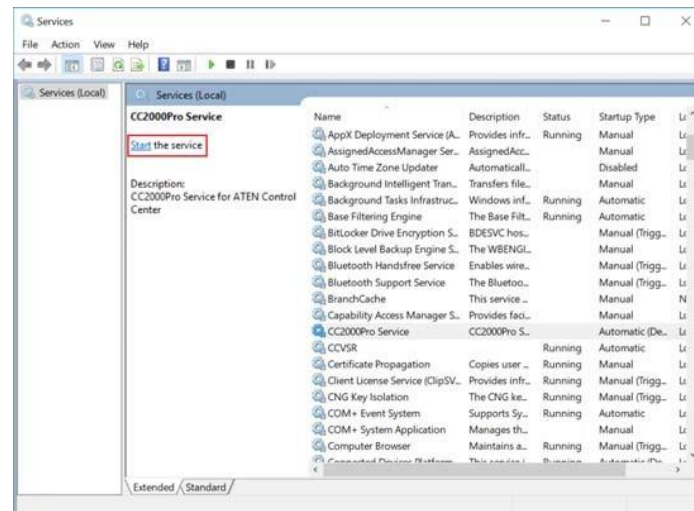 Services
File Action View Help
Services (Local)
Services (Local)
CC2000Pro Service
Start the service
Description:
CC2000Pro Service for ATEN Control
Center
Name Description Status Startup Type
AppX Deployment Service (A... Provides infr... Running Manual
AssignedAccessManager Ser... AssignedAcc... Manual
Auto Time Zone Updater Automaticall... Disabled
Background Intelligent Tran... Transfers file... Manual
Background Tasks Infrastruc... Windows inf... Running Automatic
Base Filtering Engine The Base Filt... Running Automatic
BitLocker Drive Encryption S... BDESVC hos... Manual (Trigg...
Block Level Backup Engine S... The WBENGI... Manual
Bluetooth Handsfree Service Enables wire... Manual (Trigg...
Bluetooth Support Service The Bluetoo... Manual (Trigg...
BranchCache This service ... Manual N
Capability Access Manager S... Provides faci... Manual
CC2000Pro Service CC2000Pro S... Automatic (De...
CCVSR Running Automatic
Certificate Propagation Copies user ... Running Manual
Client License Service (ClipSV... Provides infr... Running Manual (Trigg...
CNG Key Isolation The CNG ke... Running Manual (Trigg...
COM+ Event System Supports Sy... Running Automatic
COM+ System Application Manages th... Manual
Computer Browser Maintains a... Running Manual (Trigg...
Extended Standard